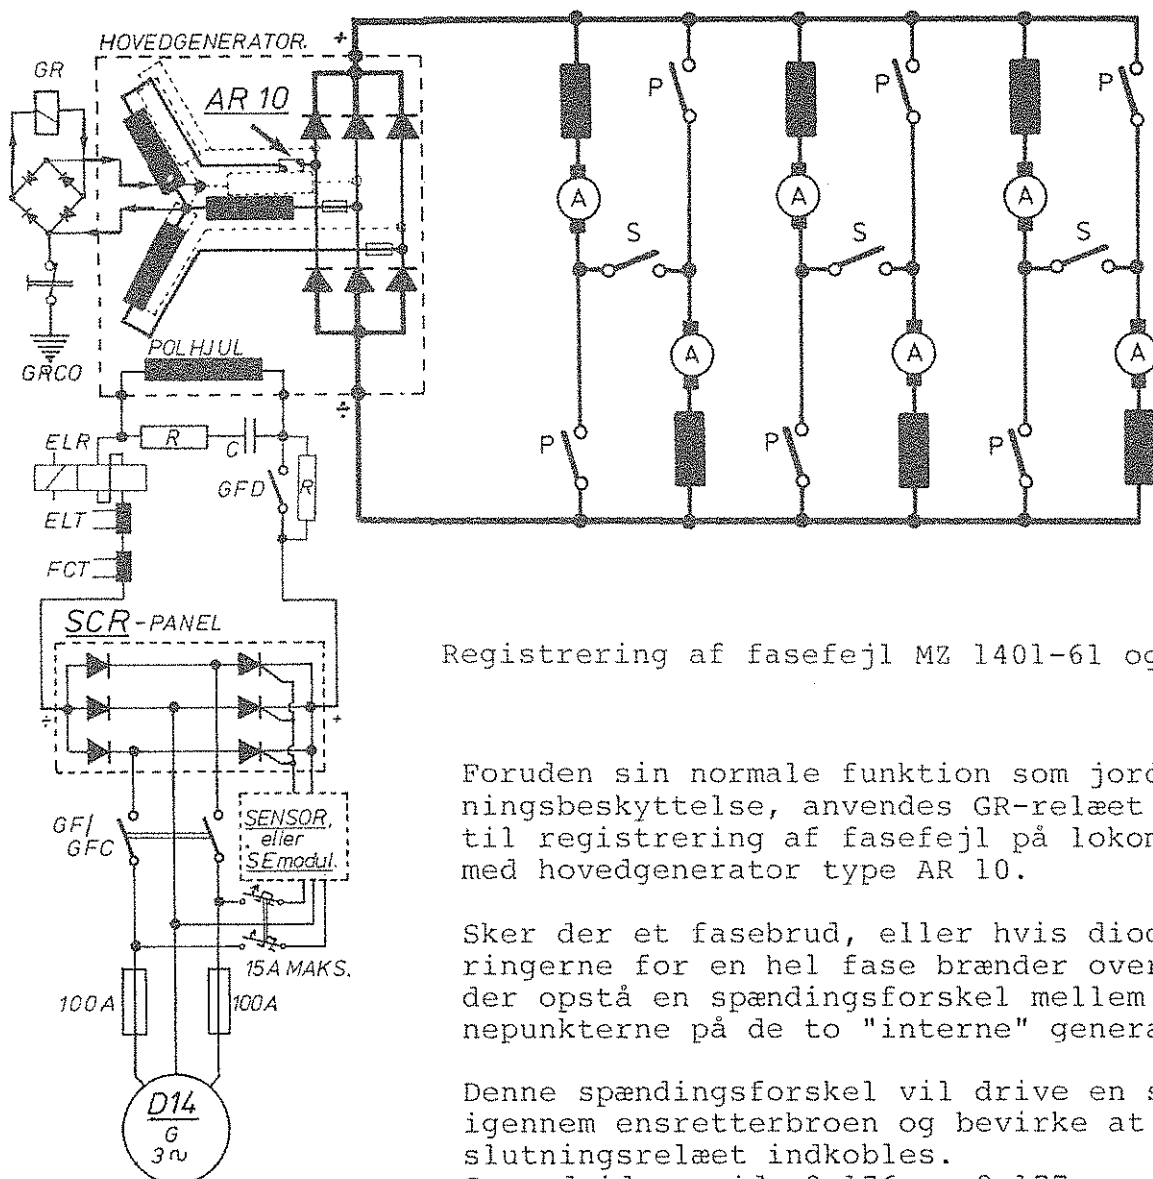 HOVEDGENERATOR.
+
GR
AR 10
GRCO
POLHJUL
÷
ELR
R
C
GFD
R
ELT
FCT
SCR-PANEL
÷
+
GF/
GFC
SENSOR,
eller
SEmodul.
15A MAKS.
100A
100A
D14
G
3~
P
P
P
A
A
A
S
S
S
A
A
A
P
P
P
Registrering af fasefejl MZ 1401-61 og
Foruden sin normale funktion som jord
ningsbeskyttelse, anvendes GR-relæet
til registrering af fasefejl på lokom
med hovedgenerator type AR 10.
Sker der et fasebrud, eller hvis diod
ringerne for en hel fase brænder over
der opstå en spændingsforskel mellem
nepunkterne på de to "interne" genera
Denne spændingsforskel vil drive en s
igennem ensretterbroen og bevirke at
slutningsrelæet indkobles.